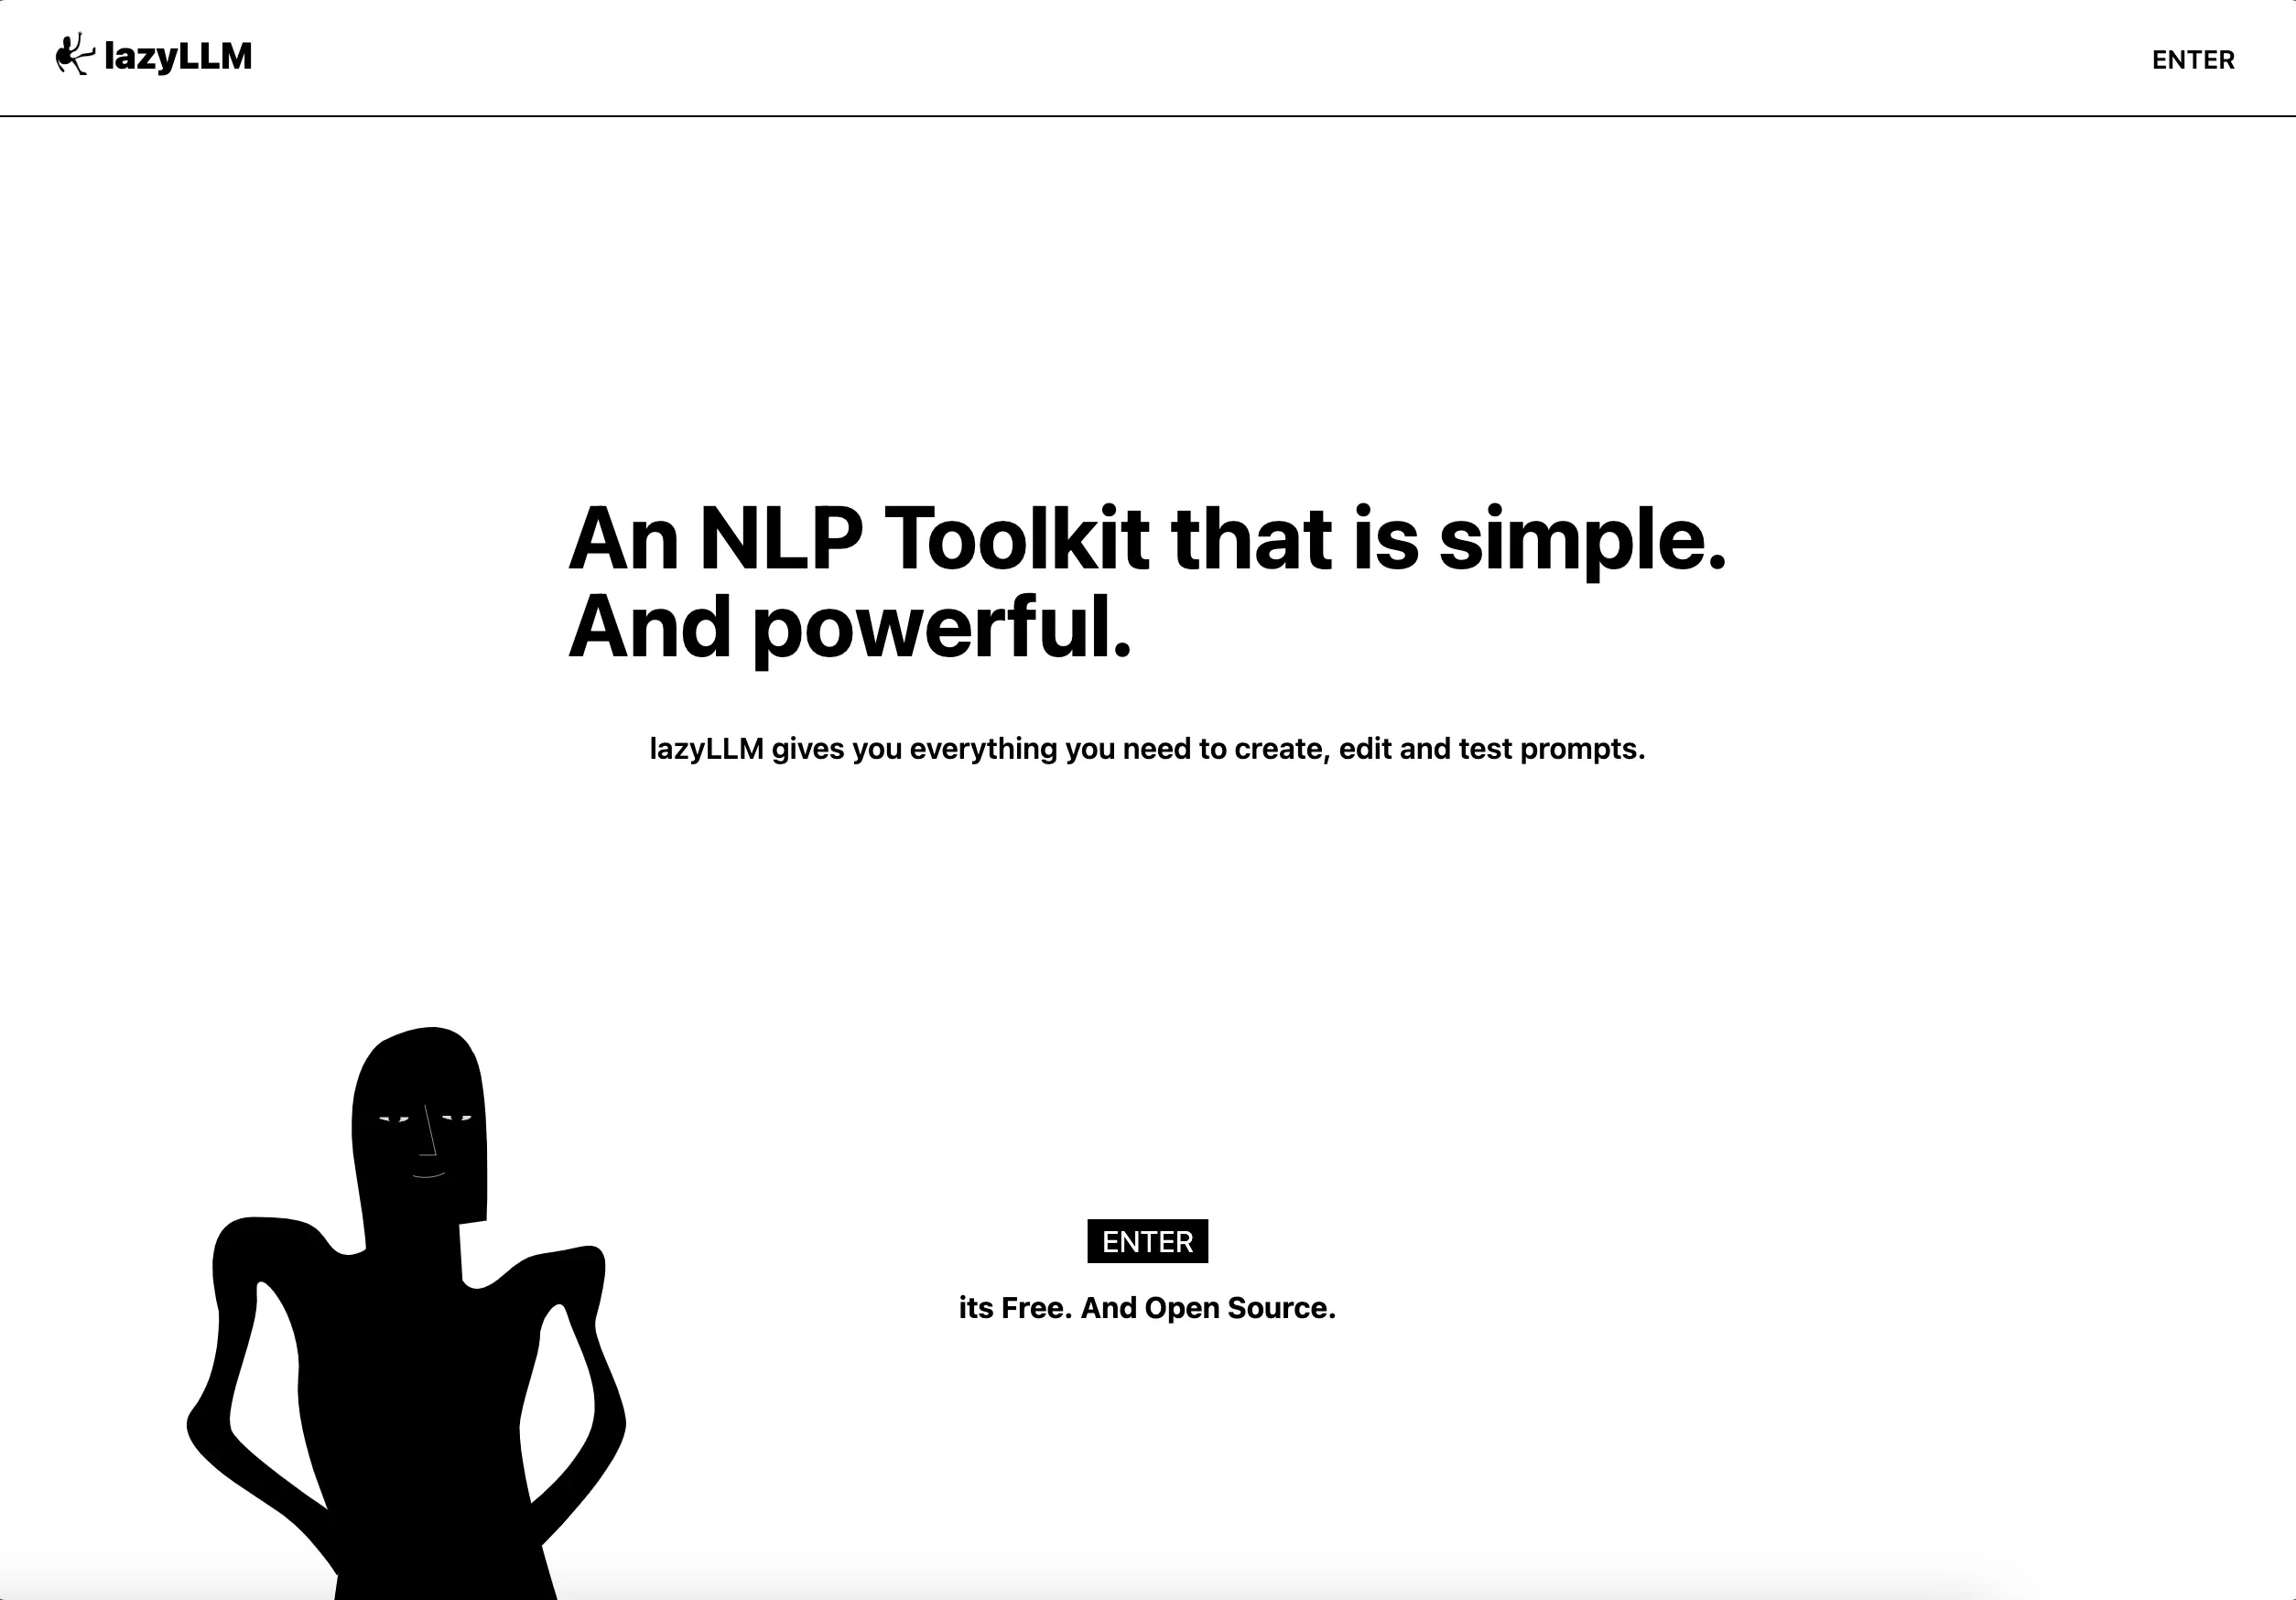 lazyLLM
ENTER
An NLP Toolkit that is simple.
And powerful.
lazyLLM gives you everything you need to create, edit and test prompts.
ENTER
its Free. And Open Source.